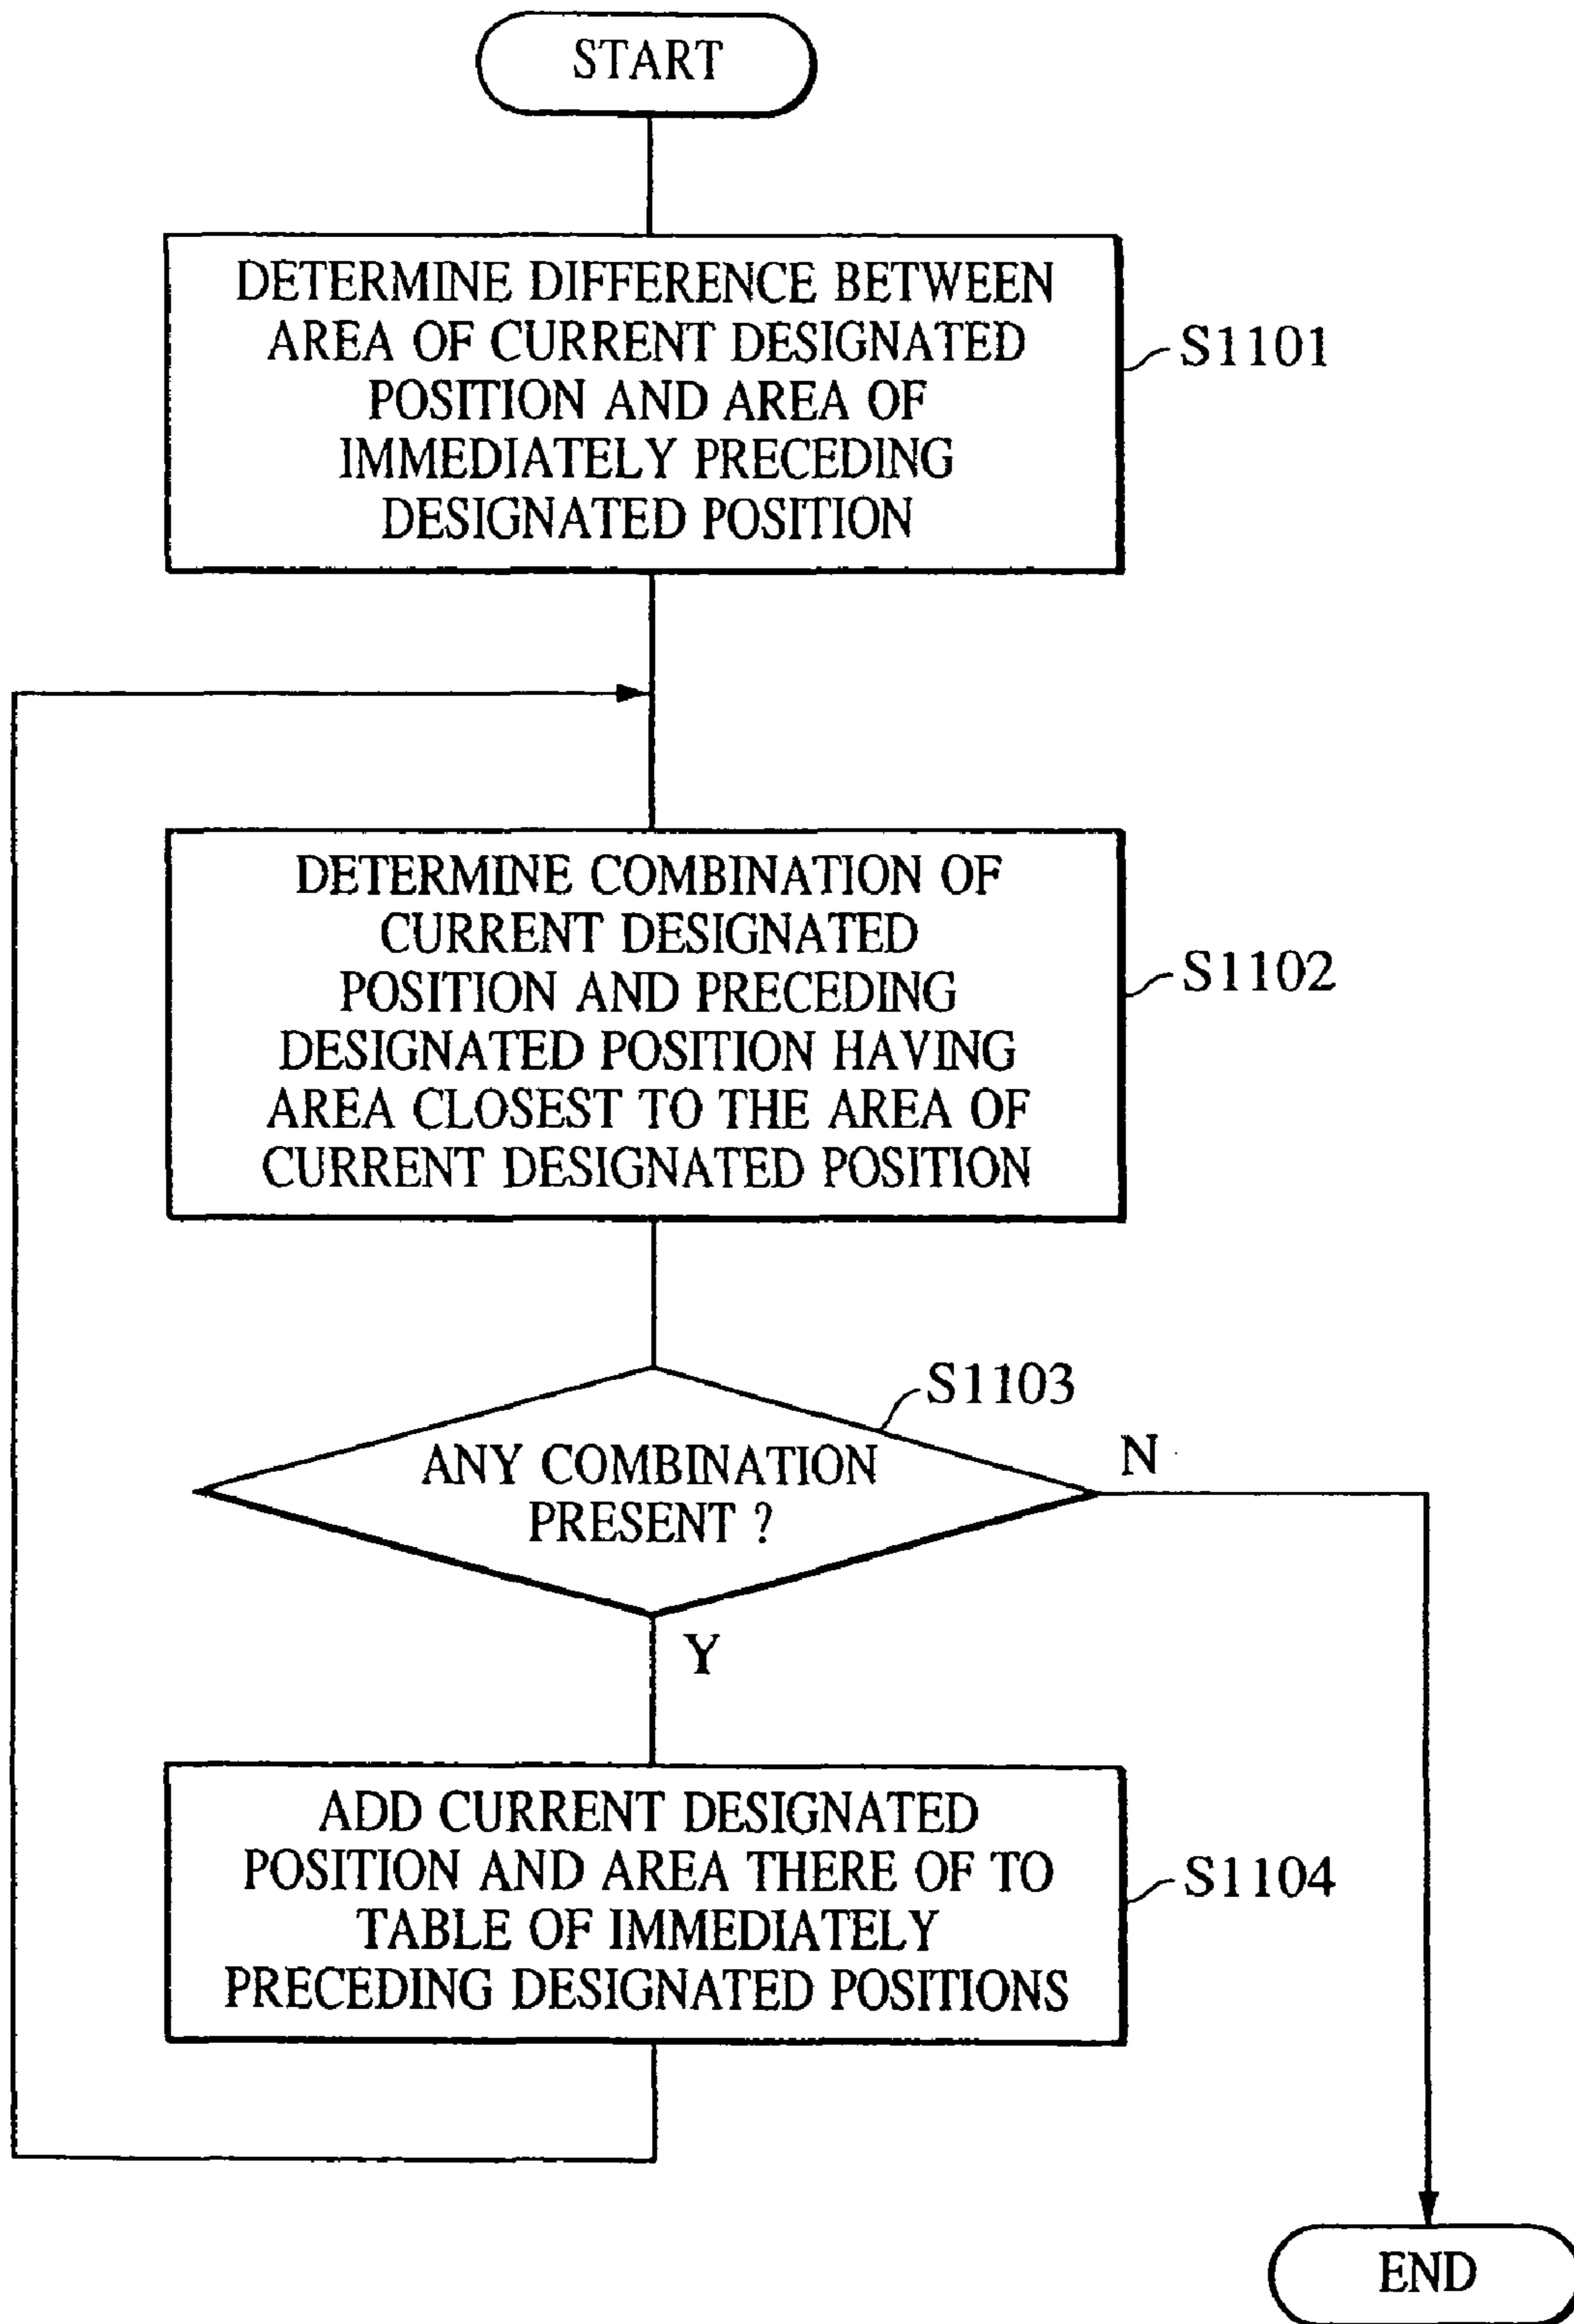 START
DETERMINE DIFFERENCE BETWEEN
AREA OF CURRENT DESIGNATED
POSITION AND AREA OF
IMMEDIATELY PRECEDING
DESIGNATED POSITION
S1101
DETERMINE COMBINATION OF
CURRENT DESIGNATED
POSITION AND PRECEDING
DESIGNATED POSITION HAVING
AREA CLOSEST TO THE AREA OF
CURRENT DESIGNATED POSITION
S1102
S1103
ANY COMBINATION
PRESENT ?
N
Y
ADD CURRENT DESIGNATED
POSITION AND AREA THERE OF TO
TABLE OF IMMEDIATELY
PRECEDING DESIGNATED POSITIONS
S1104
END